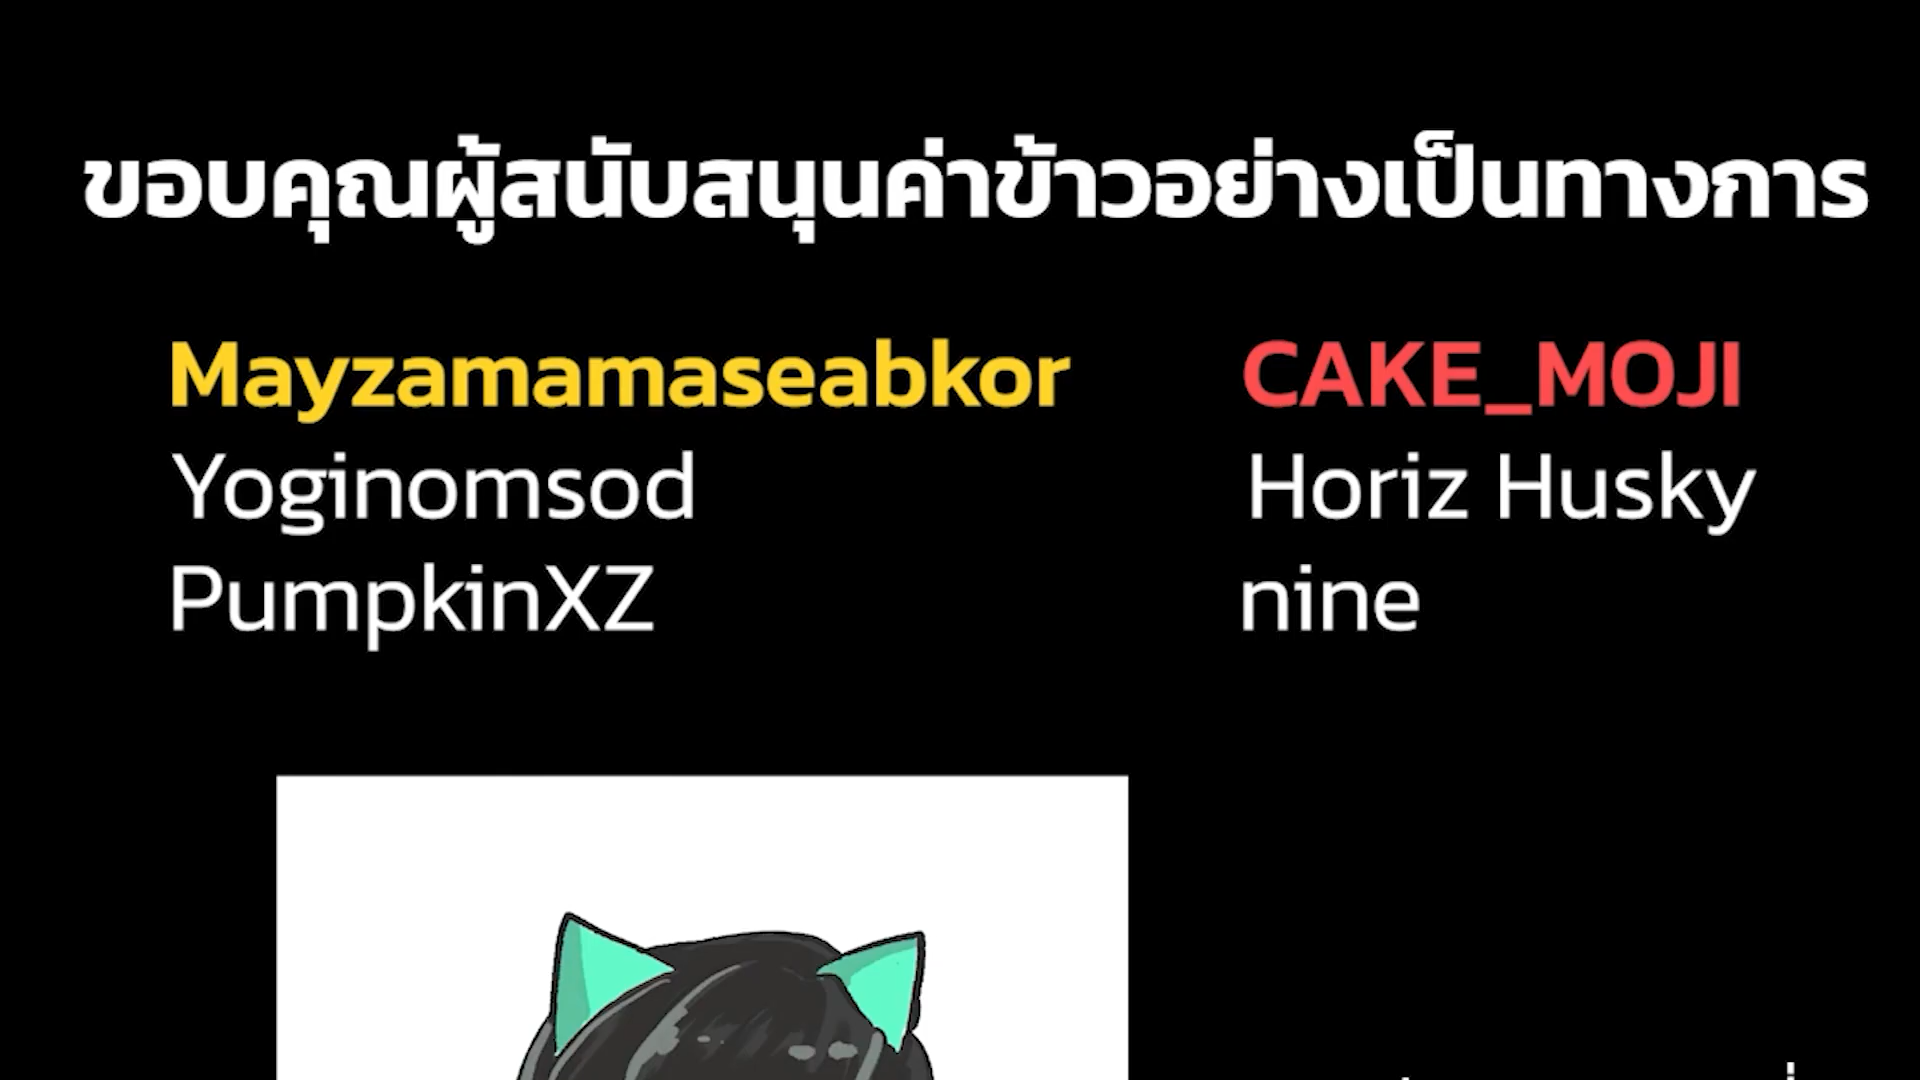 ขอบคุณผู้สนับสนุนค่าข้าวอย่างเป็นทางการ
Mayzamamaseabkor
CAKE_MOJI
Yoginomsod
Horiz Husky
PumpkinXZ
nine